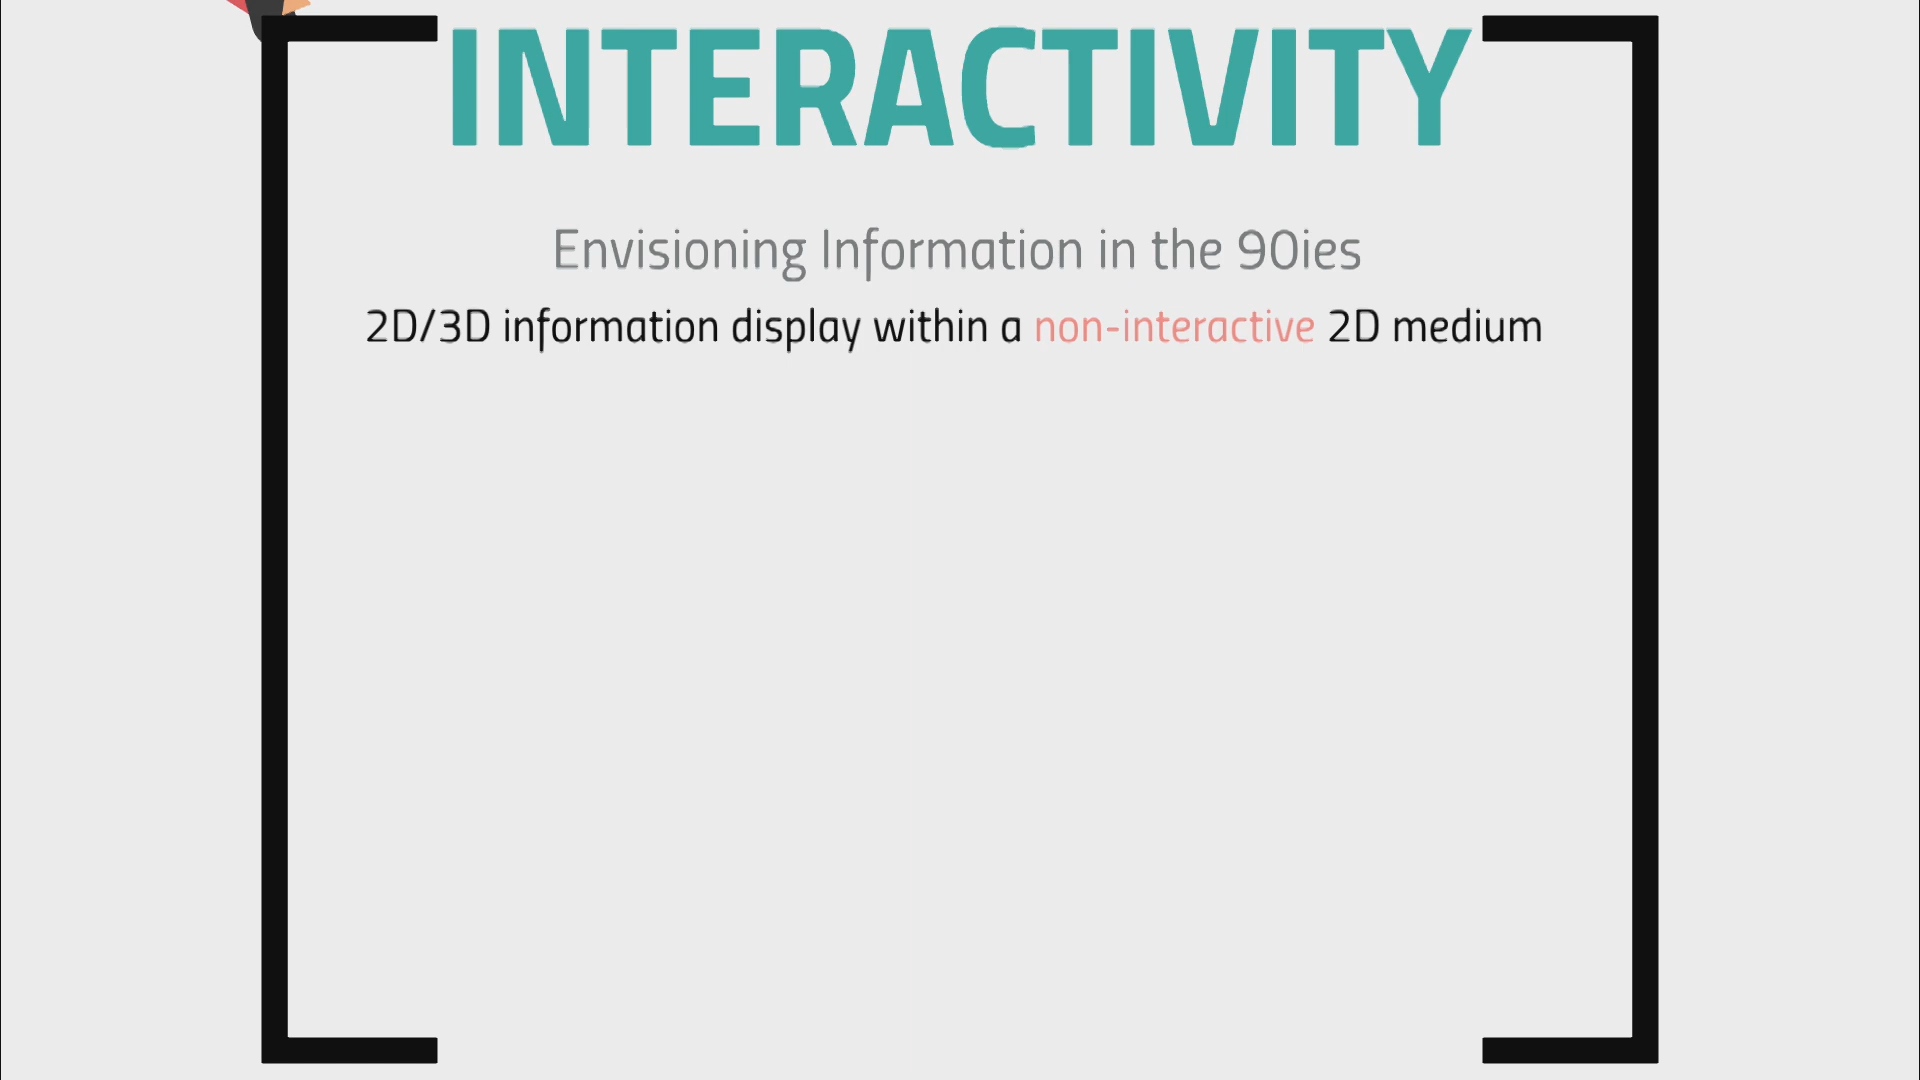 INTERACTIVITY
Envisioning Information in the 90ies
2D/3D information display within a non-interactive 2D medium